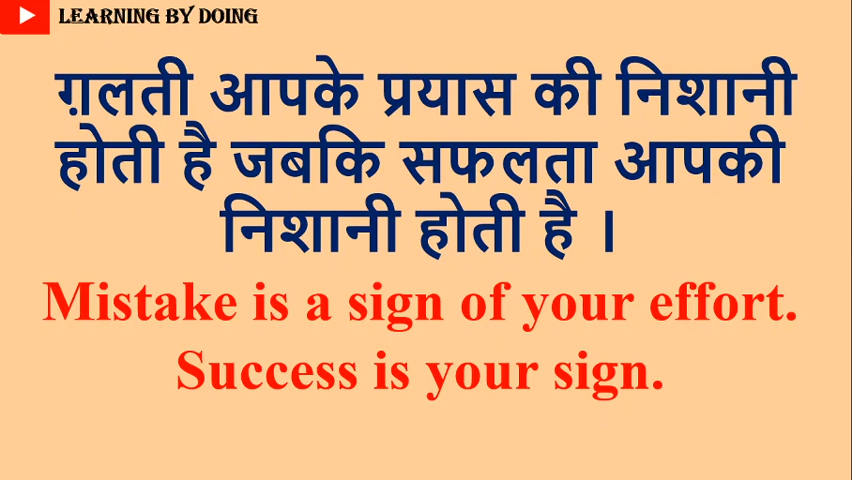 LEARNING BY DOING
ग़लती आपके प्रयास की निशानी
होती है जबकि सफलता आपकी
निशानी होती है ।
Mistake is a sign of your effort.
Success is your sign.